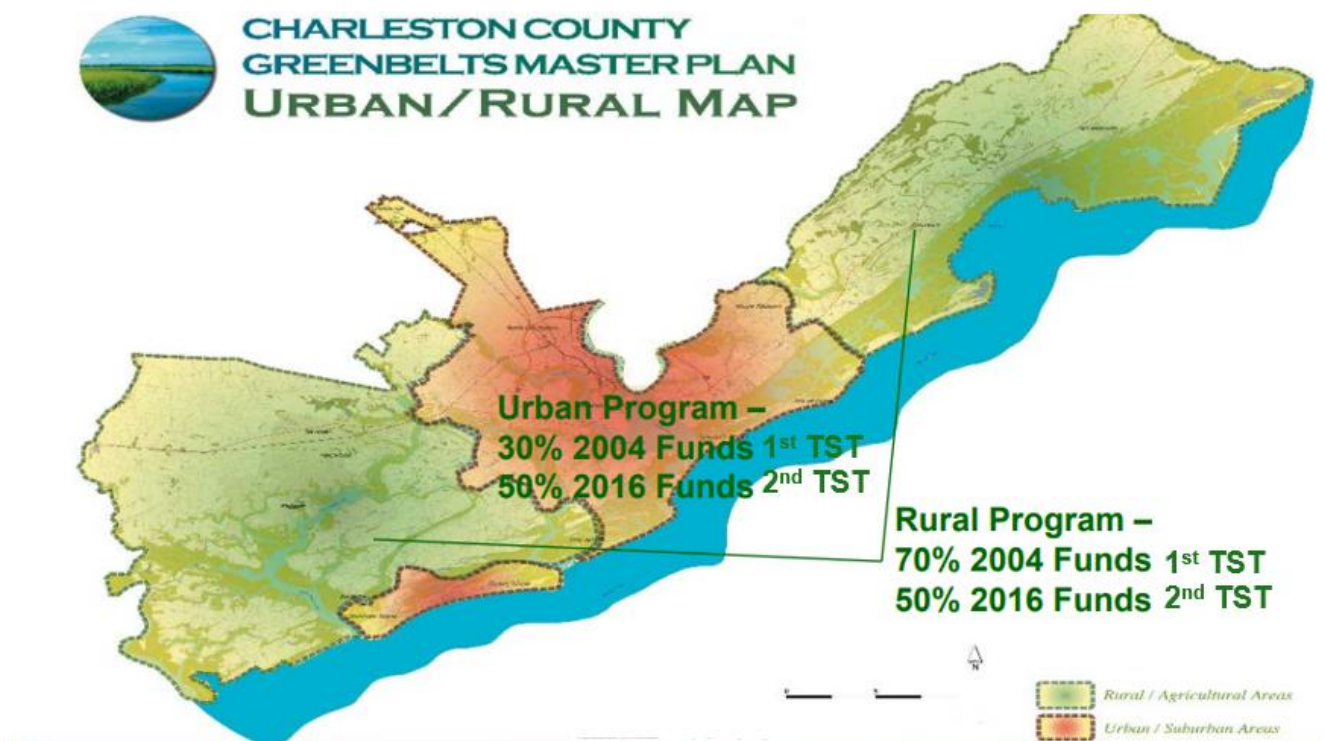 CHARLESTON COUNTY
GREENBELTS MASTER PLAN
URBAN/RURAL MAP
Urban Program –
30% 2004 Funds 1st TST
50% 2016 Funds 2nd TST
Rural Program –
70% 2004 Funds 1st TST
50% 2016 Funds 2nd TST
N
Rural / Agricultural Areas
Urban / Suburban Areas